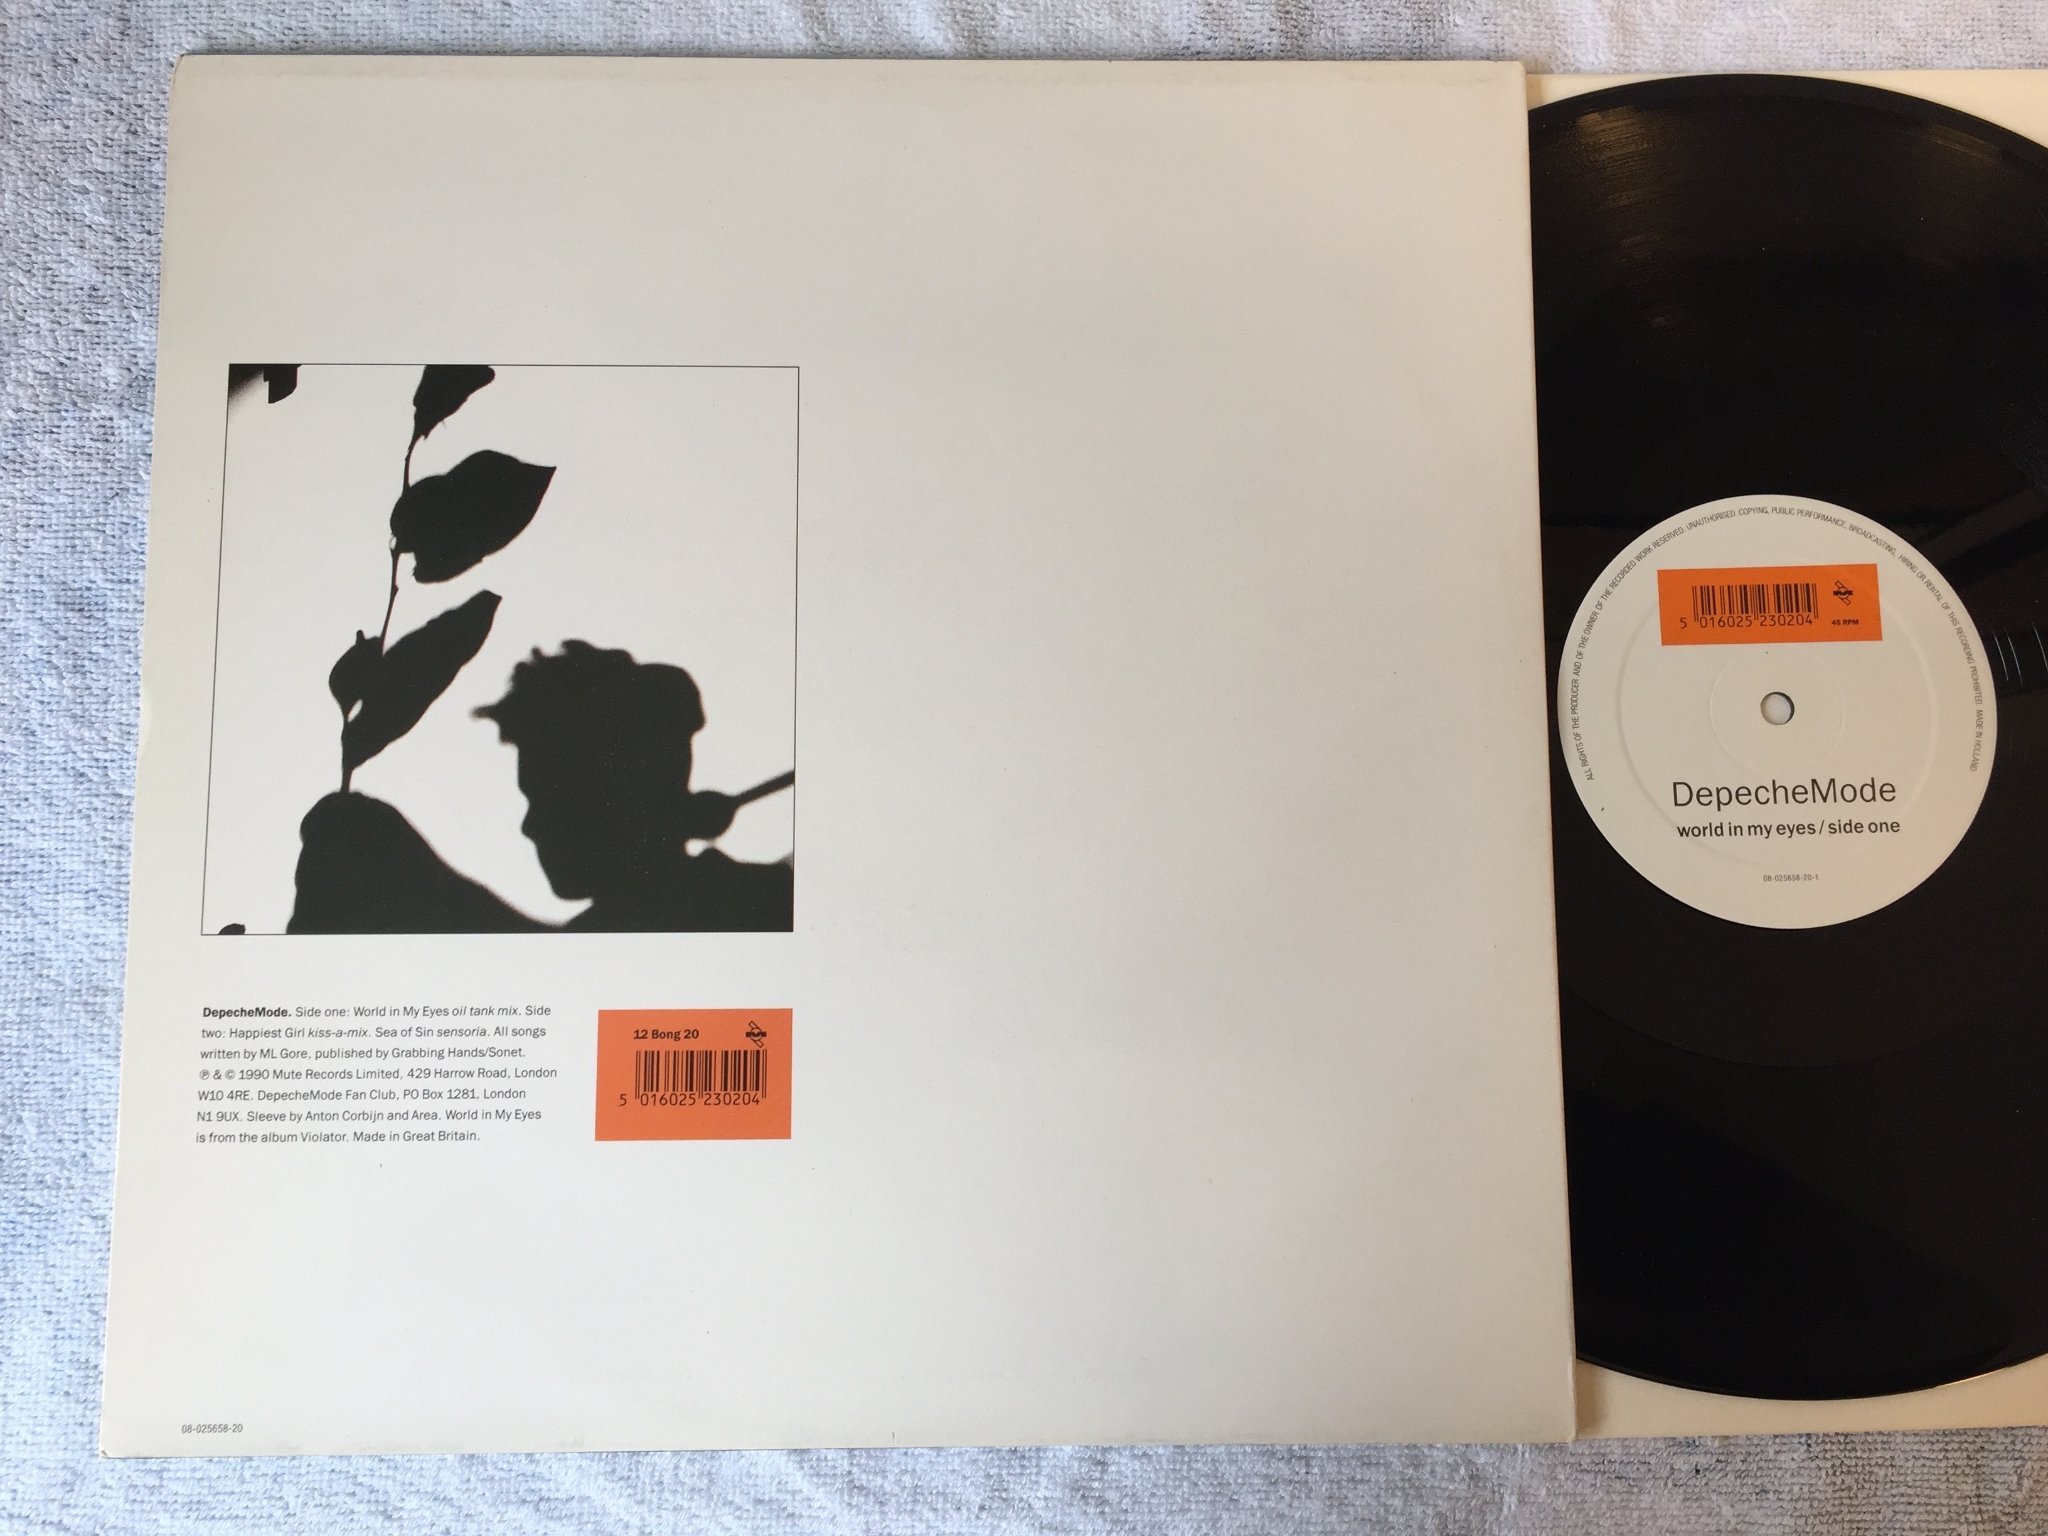 DepecheMode. Side one: World in My Eyes oil tank mix. Side
two: Happiest Girl kiss-a-mix. Sea of Sin sensoria. All songs
written by ML Gore, published by Grabbing Hands/Sonet.
℗ & © 1990 Mute Records Limited, 429 Harrow Road, London
W10 4RE. DepecheMode Fan Club, PO Box 1281, London
N1 9UX. Sleeve by Anton Corbijn and Area. World in My Eyes
is from the album Violator. Made in Great Britain.
12 Bong 20
5 016025 230204
08-025658-20
ALL RIGHTS OF THE PRODUCER AND OF THE OWNER OF THE RECORDED WORK RESERVED. UNAUTHORISED COPYING, PUBLIC PERFORMANCE, BROADCASTING, HIRING OR RENTAL OF THIS RECORDING PROHIBITED. MADE IN HOLLAND
5 016025 230204
45 RPM
DepecheMode
world in my eyes / side one
08-025658-20-1